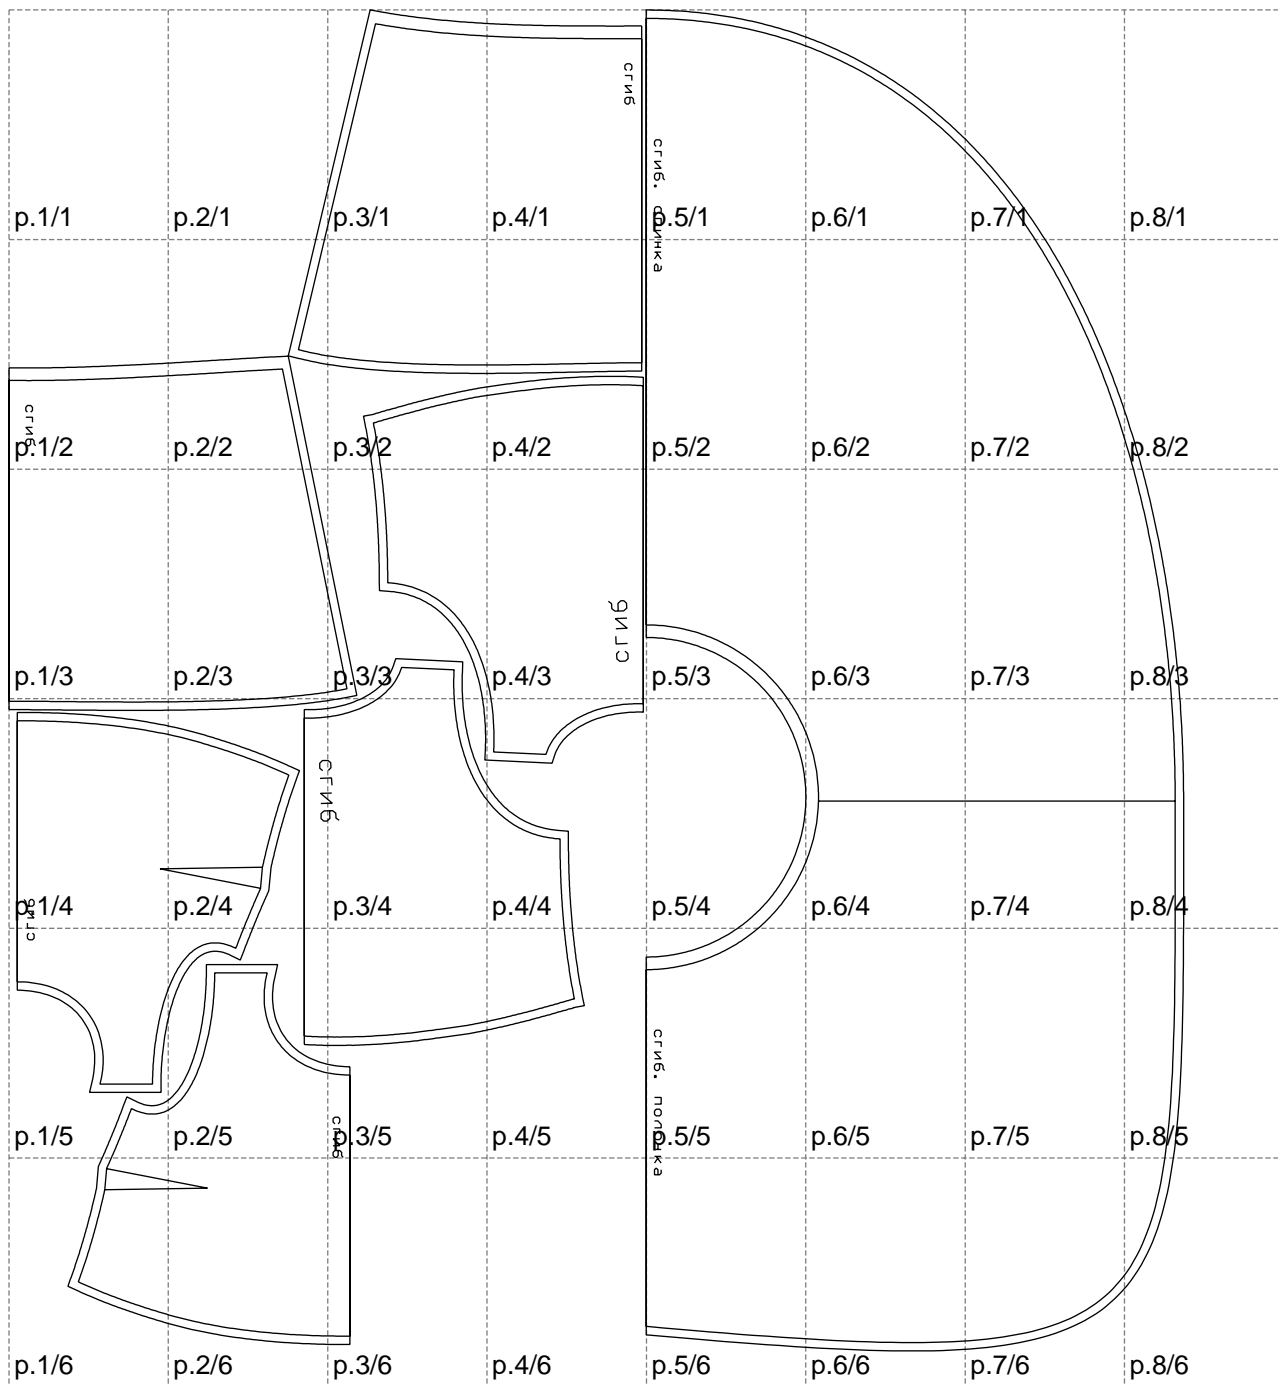 сгиб
сгиб. спинка
p.1/1 p.2/1 p.3/1 p.4/1 p.5/1 p.6/1 p.7/1 p.8/1
сгиб
p.1/2 p.2/2 p.3/2 p.4/2 p.5/2 p.6/2 p.7/2 p.8/2
сгиб
p.1/3 p.2/3 p.3/3 p.4/3 p.5/3 p.6/3 p.7/3 p.8/3
сгиб
p.1/4 p.2/4 p.3/4 p.4/4 p.5/4 p.6/4 p.7/4 p.8/4
сгиб
сгиб. полочка
сгиб
p.1/5 p.2/5 p.3/5 p.4/5 p.5/5 p.6/5 p.7/5 p.8/5
p.1/6 p.2/6 p.3/6 p.4/6 p.5/6 p.6/6 p.7/6 p.8/6